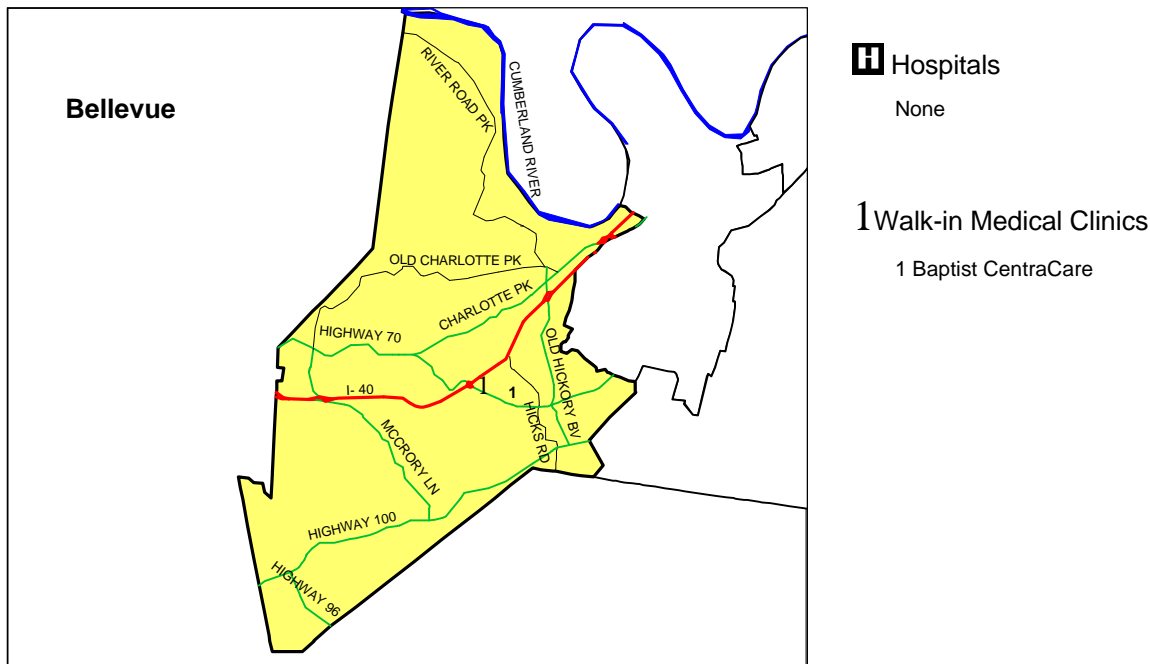 Bellevue
RIVER ROAD PK
CUMBERLAND RIVER
OLD CHARLOTTE PK
CHARLOTTE PK
HIGHWAY 70
OLD HICKORY BV
I- 40
1
1
HICKS RD
MCCRORY LN
HIGHWAY 100
HIGHWAY 96
H Hospitals
None
1 Walk-in Medical Clinics
1 Baptist CentraCare